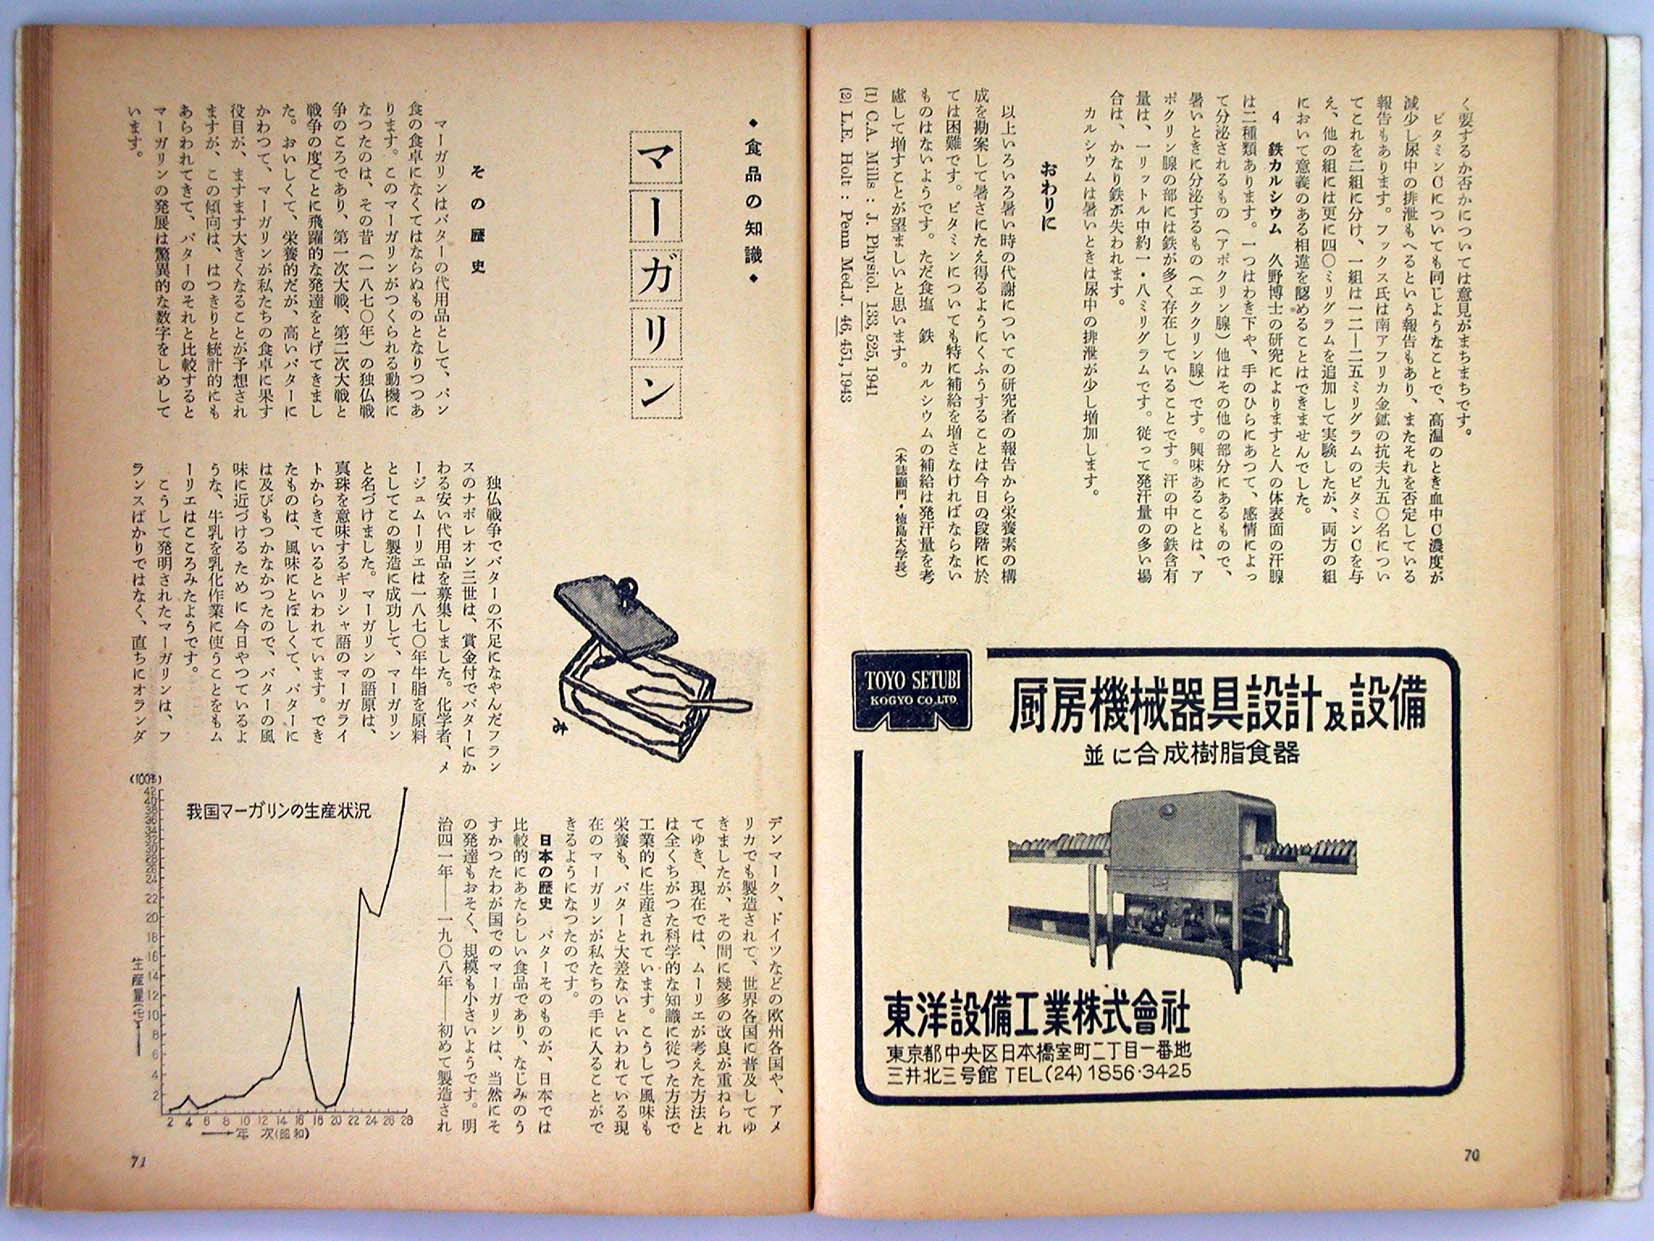 く要するか否かについては意見がまちまちです。
ビタミンCについても同じようなことで、高温のとき血中C濃度が
減少し尿中の排泄もへるという報告もあり、またそれを否定している
報告もあります。フックス氏は南アフリカ金鉱の抗夫九五〇名につい
てこれを二組に分け、一組は一二—二五ミリグラムのビタミンCを与
え、他の組には更に四〇ミリグラムを追加して実験したが、両方の組
において意義のある相違を認めることはできませんでした。
4 鉄カルシウム 久野博士の研究によりますと人の体表面の汗腺
は二種類あります。一つはわき下や、手のひらにあつて、感情によっ
て分泌されるもの（アポクリン腺）他はその他の部分にあるもので、
暑いときに分泌するもの（エククリン腺）です。興味あることは、ア
ポクリン腺の部には鉄が多く存在していることです。汗の中の鉄含有
量は、一リットル中約一・八ミリグラムです。従って発汗量の多い場
合は、かなり鉄が失われます。
カルシウムは暑いときは尿中の排泄が少し増加します。
おわりに
以上いろいろ暑い時の代謝についての研究者の報告から栄養素の構
成を勘案して暑さにたえ得るようにくふうすることは今日の段階に於
ては困難です。ビタミンについても特に補給を増さなければならない
ものはないようです。ただ食塩 鉄 カルシウムの補給は発汗量を考
慮して増すことが望ましいと思います。
（本誌顧問・徳島大学長）
(1) C.A. Mills : J. Physiol. 133, 525, 1941
(2) L.E. Holt : Penn Med.J. 46, 451, 1943
TOYO SETUBI
KOGYO CO.LTD.
厨房機械器具設計及設備
並に合成樹脂食器
東洋設備工業株式會社
東京都中央区日本橋室町二丁目一番地
三井北三号館 TEL(24)1856・3425
70
◆食品の知識◆
マーガリン
その歴史
マーガリンはバターの代用品として、パン
食の食卓になくてはならぬものとなりつつあ
ります。このマーガリンがつくられる動機に
なつたのは、その昔（一八七〇年）の独仏戦
争のころであり、第一次大戦、第二次大戦と
戦争の度ごとに飛躍的な発達をとげてきまし
た。おいしくて、栄養的だが、高いバターに
かわつて、マーガリンが私たちの食卓に果す
役目が、ますます大きくなることが予想され
ますが、この傾向は、はつきりと統計的にも
あらわれてきて、バターのそれと比較すると
マーガリンの発展は驚異的な数字をしめして
います。
独仏戦争でバターの不足になやんだフラン
スのナポレオン三世は、賞金付でバターにか
わる安い代用品を募集しました。化学者、メ
ージュムーリエは一八七〇年牛脂を原料
としてこの製造に成功して、マーガリン
と名づけました。マーガリンの語原は、
真珠を意味するギリシャ語のマーガライ
トからきているといわれています。でき
たものは、風味にとぼしくて、バターに
は及びもつかなかつたので、バターの風
味に近づけるために今日やつているよ
うな、牛乳を乳化作業に使うことをもム
ーリエはこころみたようです。
こうして発明されたマーガリンは、フ
ランスばかりではなく、直ちにオランダ
デンマーク、ドイツなどの欧州各国や、アメ
リカでも製造されて、世界各国に普及してゆ
きましたが、その間に幾多の改良が重ねられ
てゆき、現在では、ムーリエが考えた方法と
は全くちがつた科学的な知識に従つた方法で
工業的に生産されています。こうして風味も
栄養も、バターと大差ないといわれている現
在のマーガリンが私たちの手に入ることがで
きるようになつたのです。
日本の歴史 バターそのものが、日本では
比較的にあたらしい食品であり、なじみのう
すかつたわが国でのマーガリンは、当然にそ
の発達もおそく、規模も小さいようです。明
治四一年——一九〇八年——初めて製造され
我国マーガリンの生産状況
42
40
38
36
34
32
30
28
26
24
22
20
18
16
14
12
10
8
6
4
2
2 4 6 8 10 12 14 16 18 20 22 24 26 28
年 次(昭和)
71